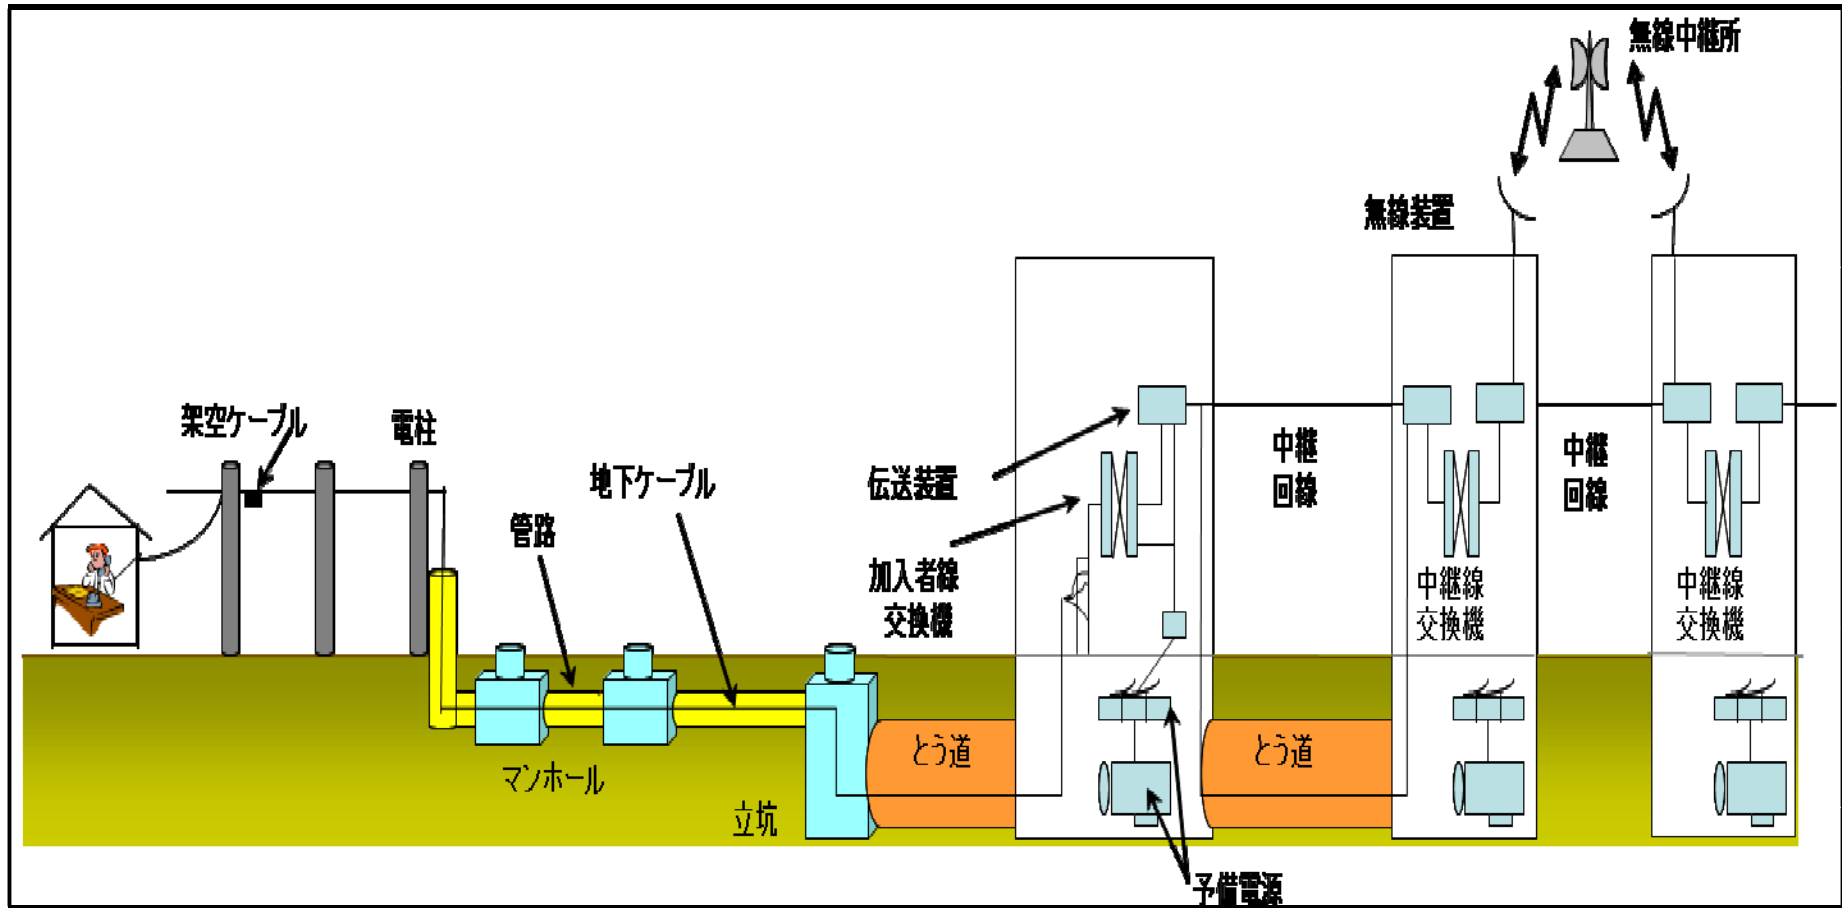 無線中継所
無線装置
架空ケーブル
電柱
地下ケーブル
管路
伝送装置
加入者線
交換機
中継
回線
中継
回線
中継線
交換機
中継線
交換機
マンホール
立坑
とう道
とう道
予備電源